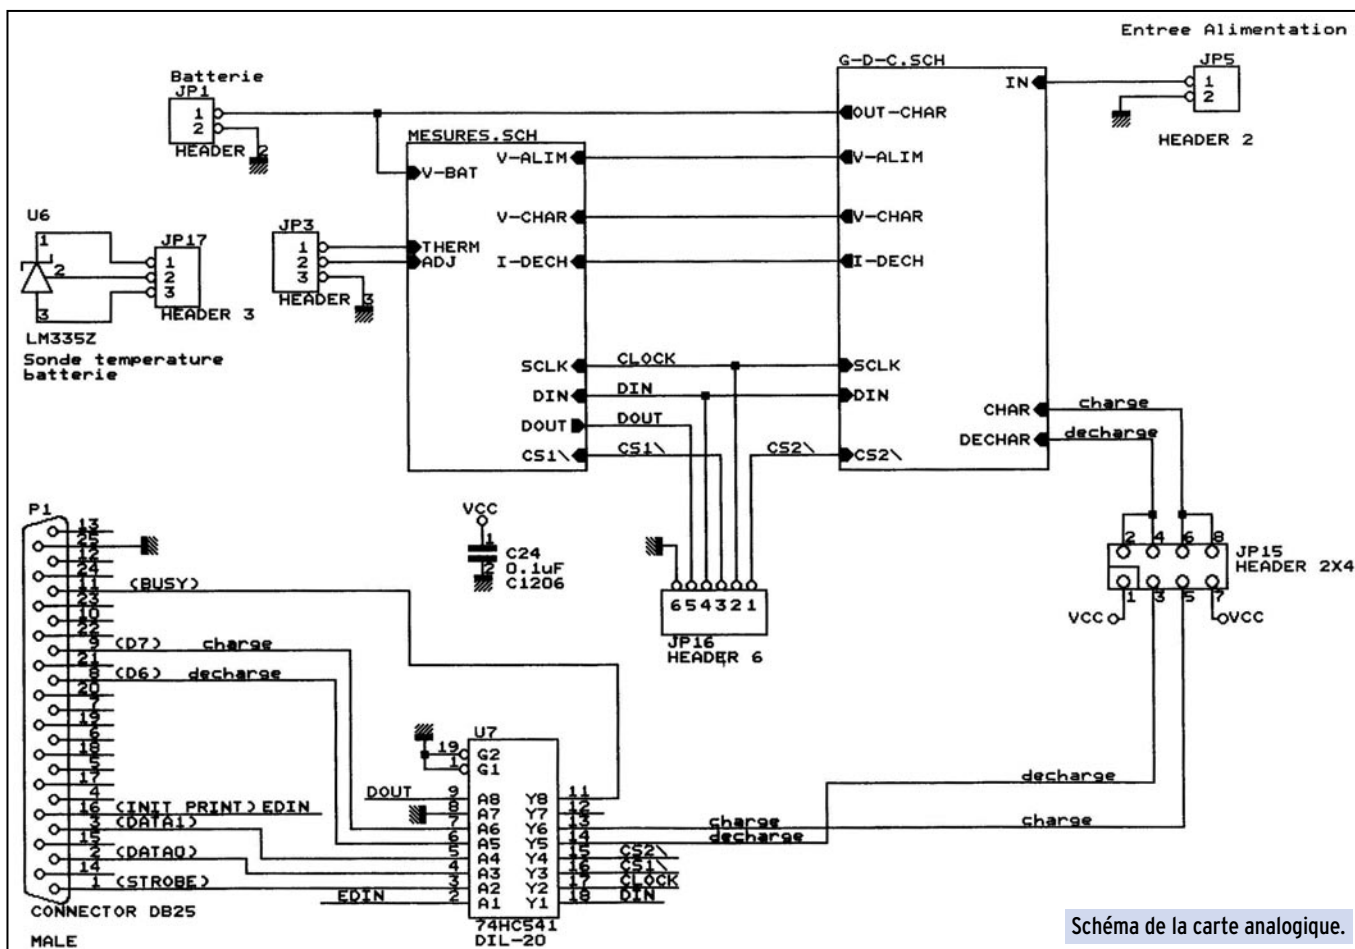 Entree Alimentation
JP5
1
2
HEADER 2
G-D-C.SCH
IN
OUT-CHAR
V-ALIM
V-CHAR
I-DECH
SCLK
DIN
CHAR
DECHAR
CS2\
charge
decharge
Batterie
JP1
1
2
HEADER 2
MESURES.SCH
V-BAT
V-ALIM
V-CHAR
I-DECH
THERM
ADJ
SCLK
DIN
DOUT
CS1\
CLOCK
DIN
DOUT
CS1\
CS2\
U6
1
2
3
LM335Z
Sonde temperature
batterie
JP17
1
2
3
HEADER 3
JP3
1
2
3
HEADER 3
VCC
1
2
C24
0.1uF
C1206
6 5 4 3 2 1
JP16
HEADER 6
2 4 6 8
JP15
HEADER 2X4
1 3 5 7
VCC
VCC
P1
13
25
12
24
11 (BUSY)
23
10
22
9 (D7) charge
21
8 (D6) decharge
20
7
19
6
18
5
17
4
16 (INIT PRINT) EDIN
3 (DATA1)
15
2 (DATA0)
14
1 (STROBE)
CONNECTOR DB25
MALE
U7
19 G2
1 G1
DOUT 9 A8 Y8 11
8 A7 Y7 12
7 A6 Y6 13 charge
6 A5 Y5 14 decharge
5 A4 Y4 15 CS2\
4 A3 Y3 16 CS1\
3 A2 Y2 17 CLOCK
EDIN 2 A1 Y1 18 DIN
74HC541
DIL-20
decharge
charge
Schéma de la carte analogique.